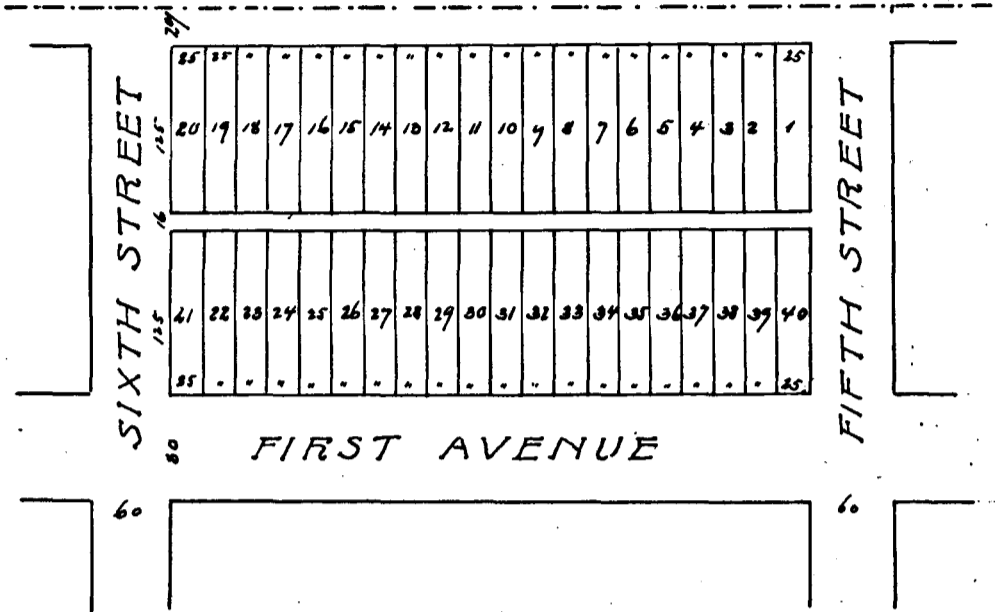 25 25 " " " " " " " " " " " " " " " " " 25
20 19 18 17 16 15 14 13 12 11 10 9 8 7 6 5 4 3 2 1
125
16
SIXTH STREET
FIFTH STREET
125
21 22 23 24 25 26 27 28 29 30 31 32 33 34 35 36 37 38 39 40
25 " " " " " " " " " " " " " " " " " " 25
80
FIRST AVENUE
60
60